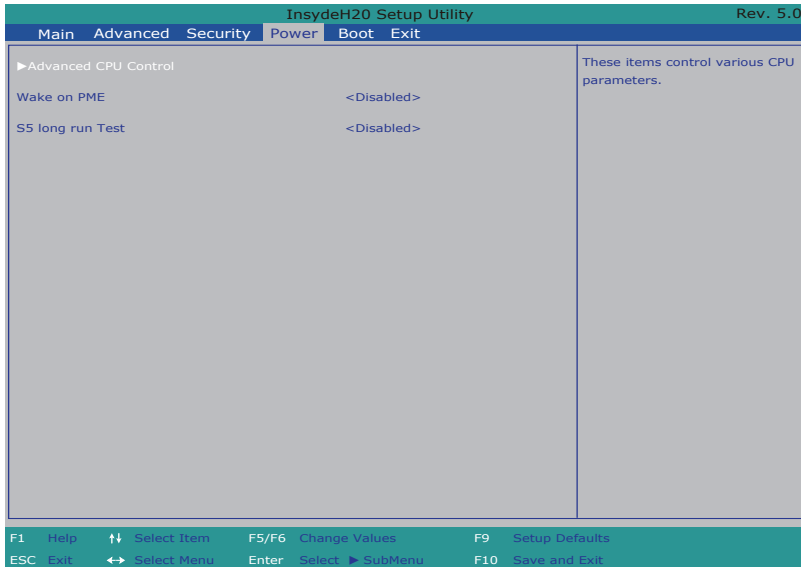 InsydeH20 Setup Utility Rev. 5.0
Main Advanced Security Power Boot Exit
►Advanced CPU Control
Wake on PME <Disabled>
S5 long run Test <Disabled>
These items control various CPU
parameters.
F1 Help ↑↓ Select Item F5/F6 Change Values F9 Setup Defaults
ESC Exit ↔ Select Menu Enter Select ► SubMenu F10 Save and Exit